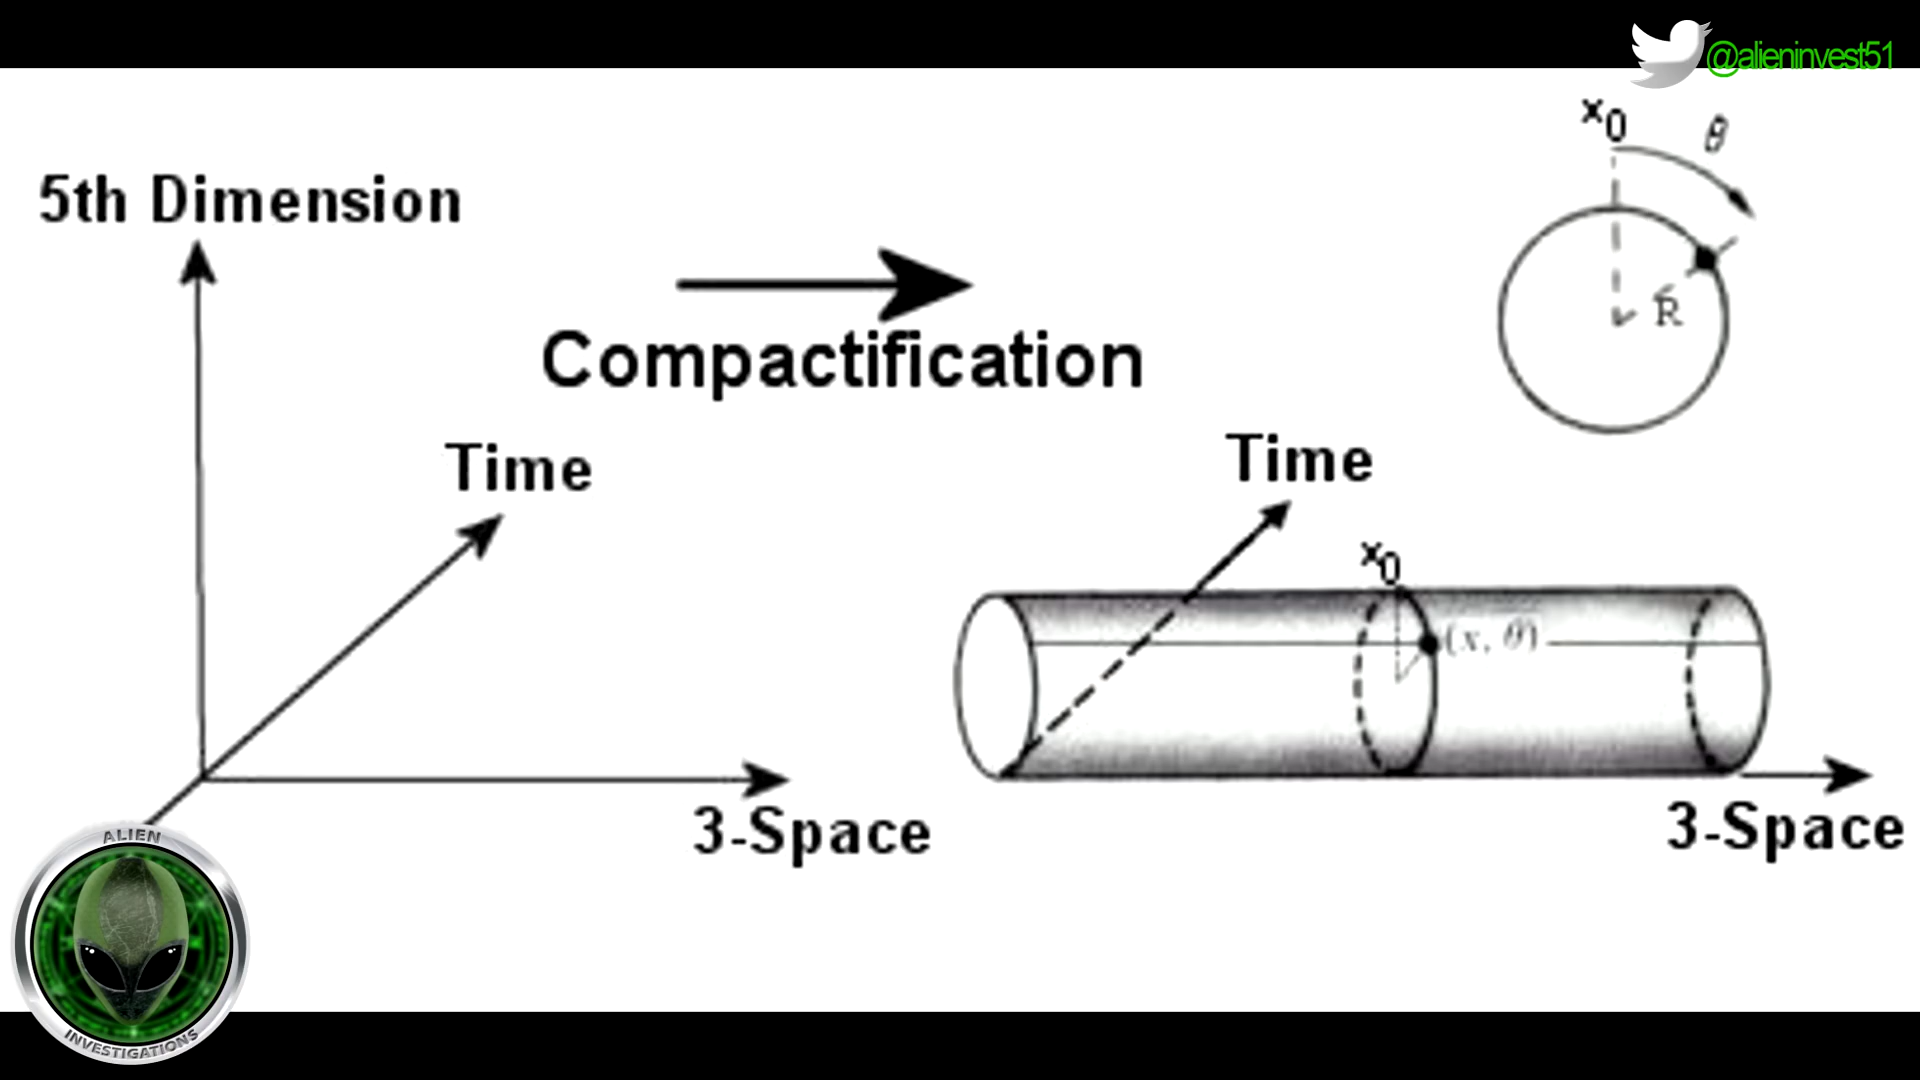 @alieninvest51
x0
θ
5th Dimension
R
Compactification
Time
Time
x0
(x, θ)
3-Space
3-Space
ALIEN
INVESTIGATIONS